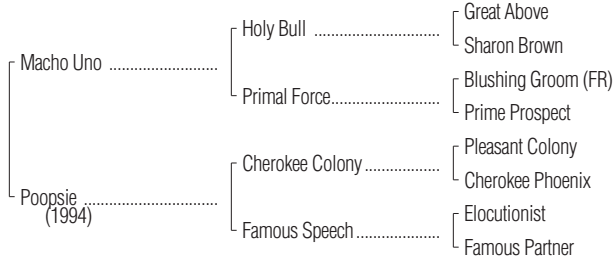 Great Above
Holy Bull ..............................
Sharon Brown
Macho Uno ..........................
Blushing Groom (FR)
Primal Force..........................
Prime Prospect
Pleasant Colony
Cherokee Colony ..................
Cherokee Phoenix
Poopsie ................................
(1994)
Elocutionist
Famous Speech ....................
Famous Partner